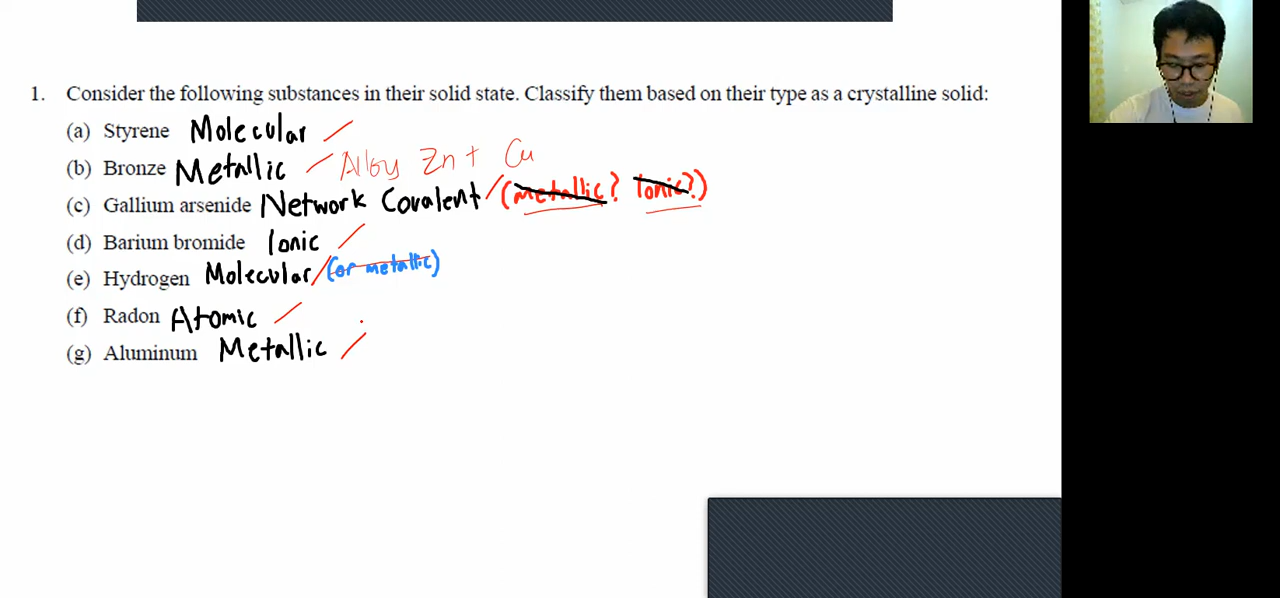 1. Consider the following substances in their solid state. Classify them based on their type as a crystalline solid:
(a) Styrene Molecular
(b) Bronze Metallic Alloy Zn + Cu
(c) Gallium arsenide Network Covalent (metallic? Ionic?)
(d) Barium bromide Ionic
(e) Hydrogen Molecular (or metallic)
(f) Radon Atomic
(g) Aluminum Metallic